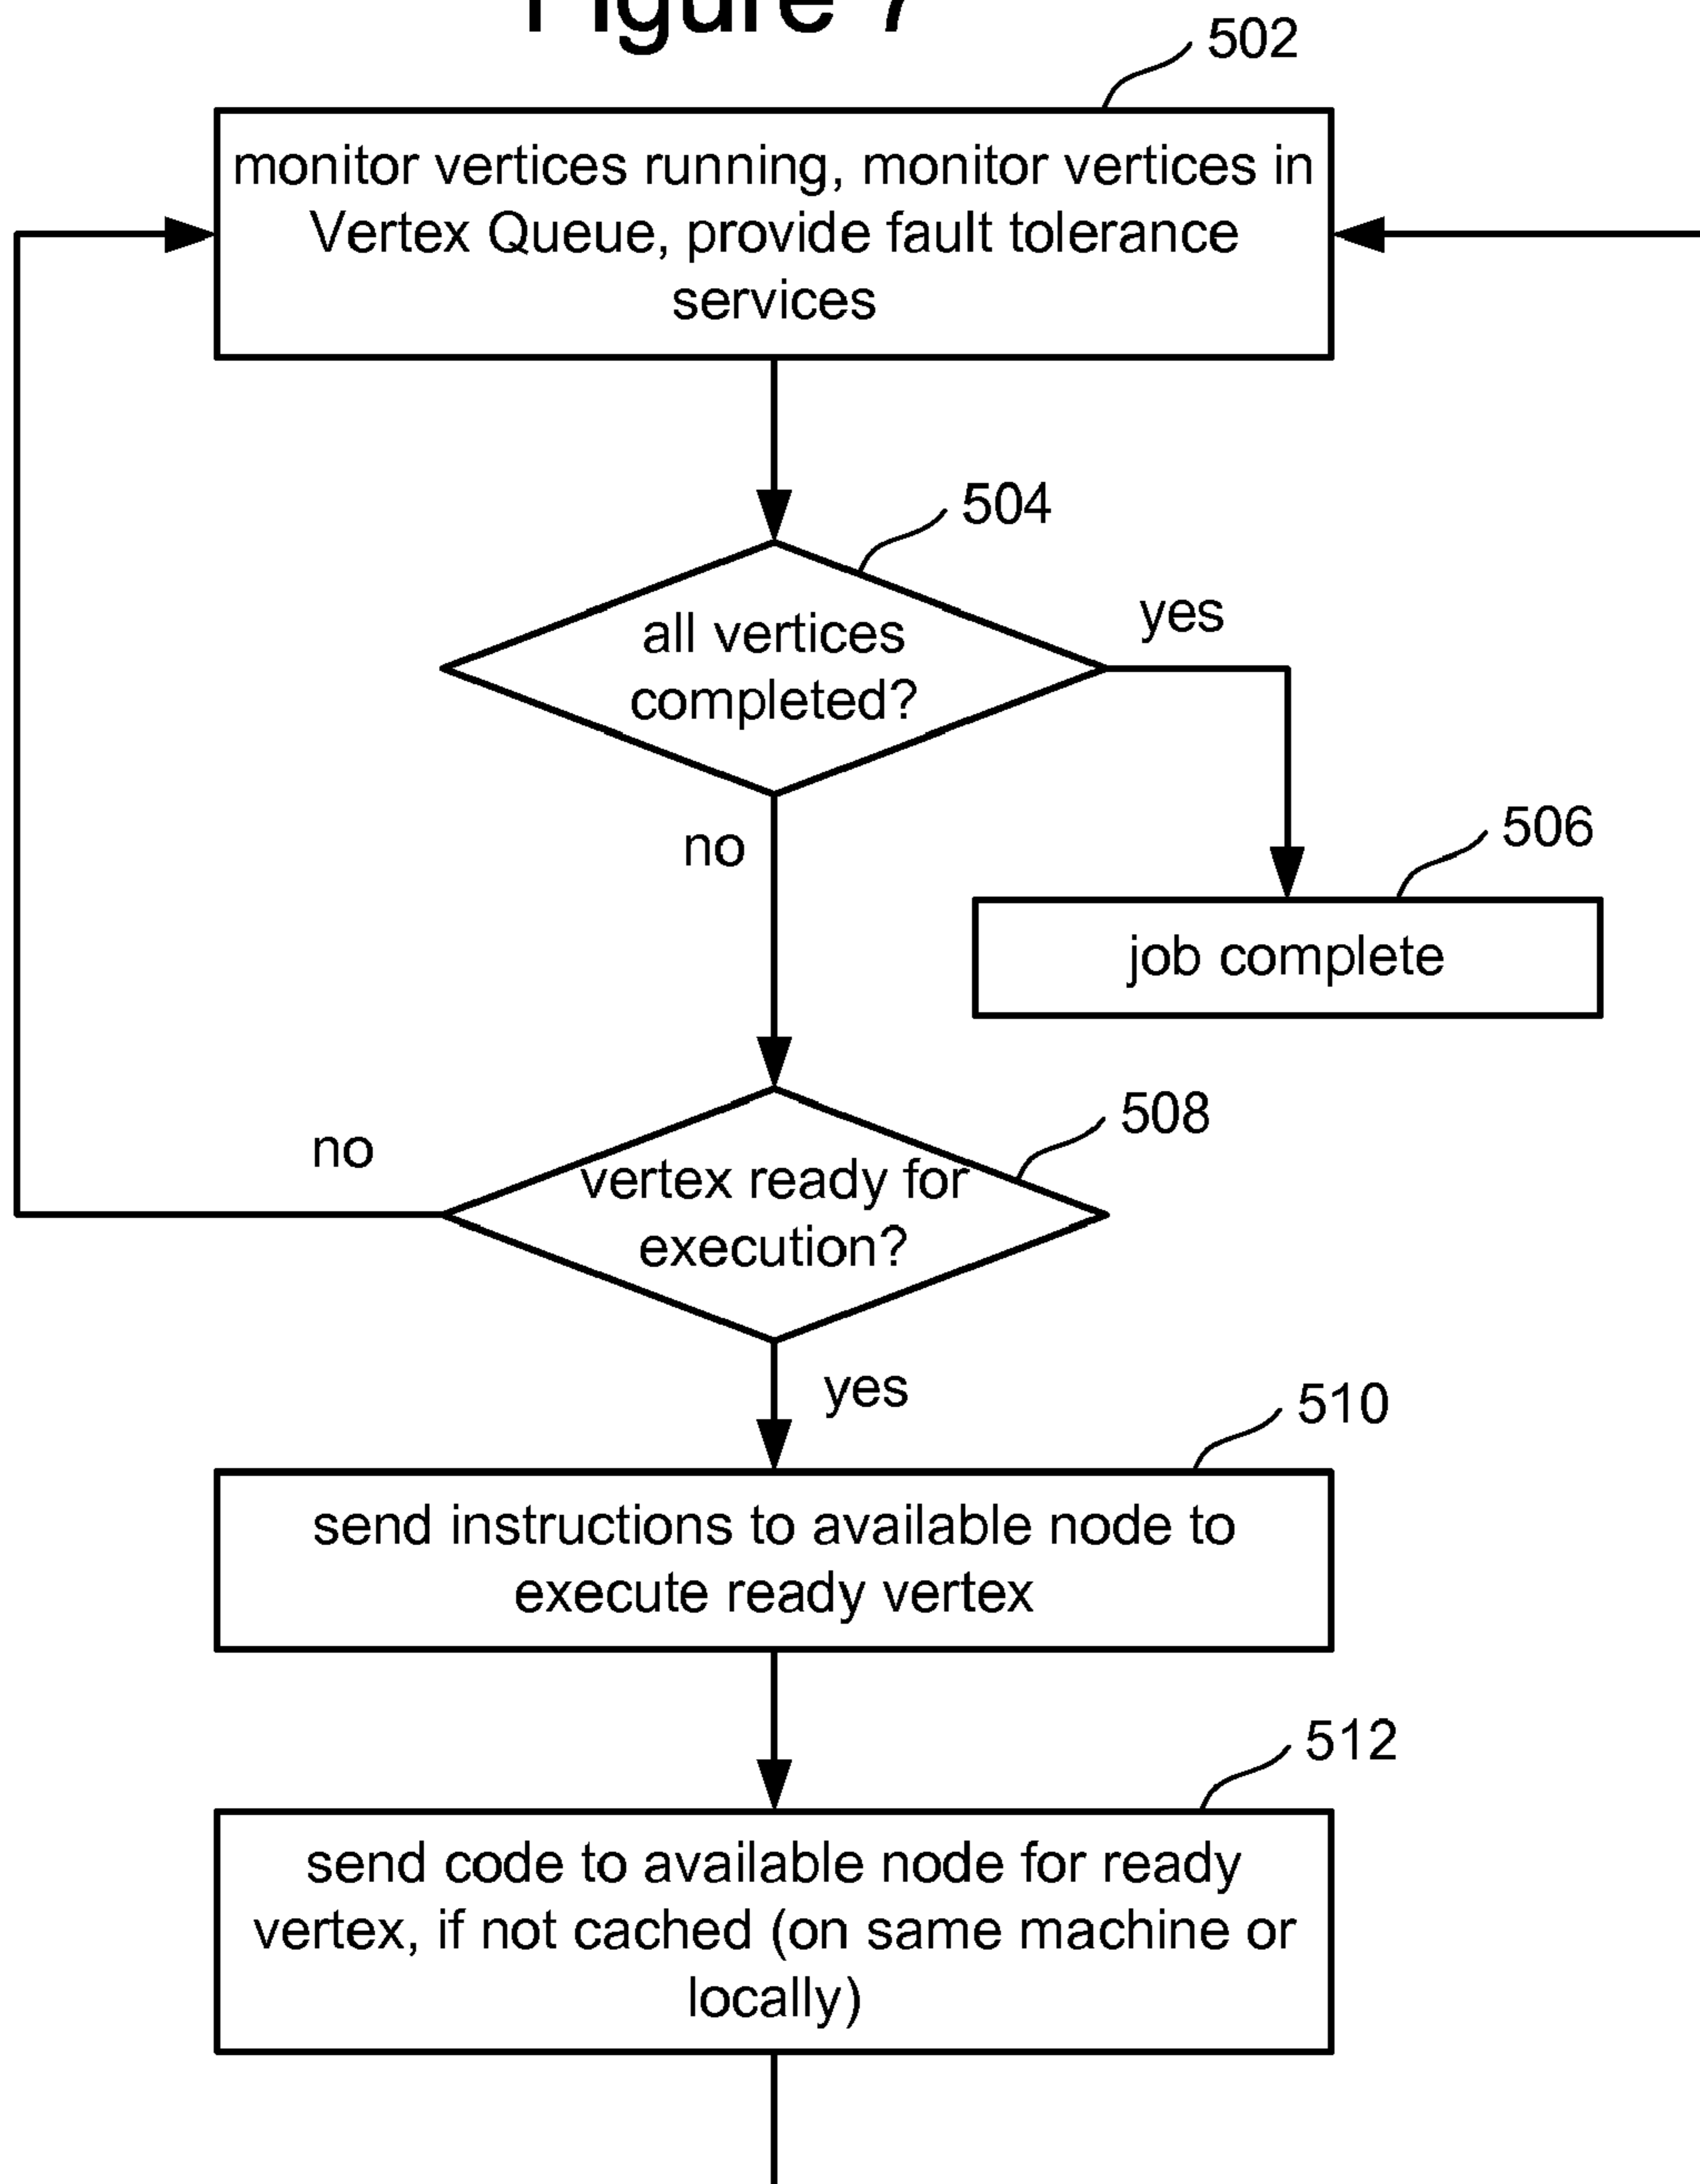 Figure 7
502
monitor vertices running, monitor vertices in
Vertex Queue, provide fault tolerance
services
504
all vertices
completed?
yes
no
506
job complete
508
no
vertex ready for
execution?
yes
510
send instructions to available node to
execute ready vertex
512
send code to available node for ready
vertex, if not cached (on same machine or
locally)